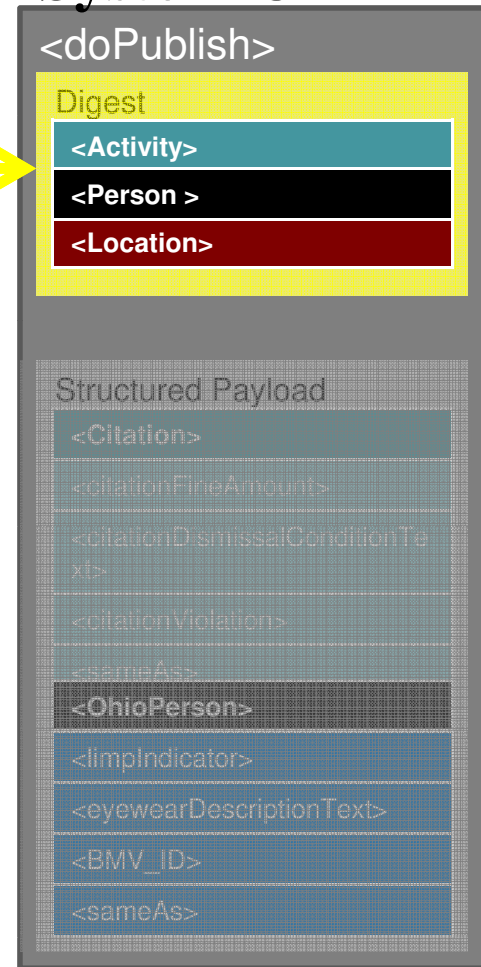 <doPublish>
Digest
<Activity>
<Person >
<Location>
Structured Payload
<Citation>
<citationFineAmount>
<citationDismissalConditionTe
xt>
<citationViolation>
<sameAs>
<OhioPerson>
<limpIndicator>
<eyewearDescriptionText>
<BMV_ID>
<sameAs>